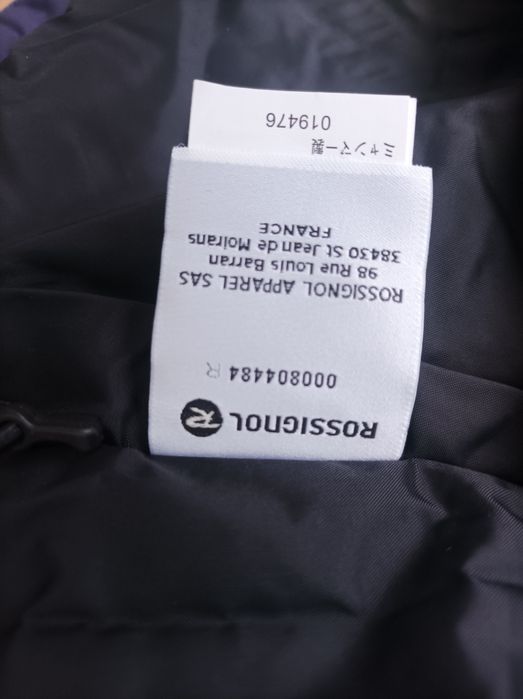 ROSSIGNOL
000804484 R
ROSSIGNOL APPAREL SAS
98 Rue Louis Barran
38430 St Jean de Moirans
FRANCE
ミャンマー製
019476